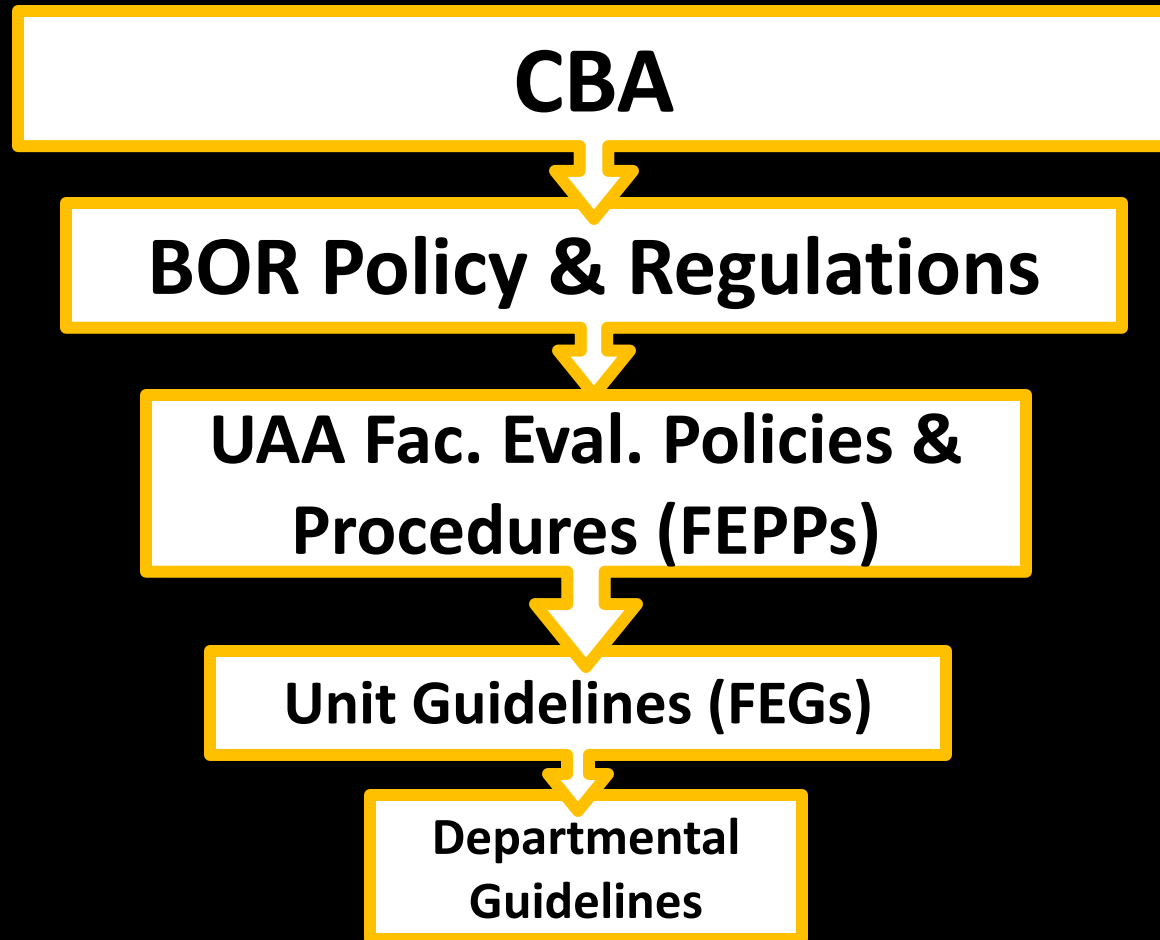 CBA
BOR Policy & Regulations
UAA Fac. Eval. Policies &
Procedures (FEPPs)
Unit Guidelines (FEGs)
Departmental
Guidelines